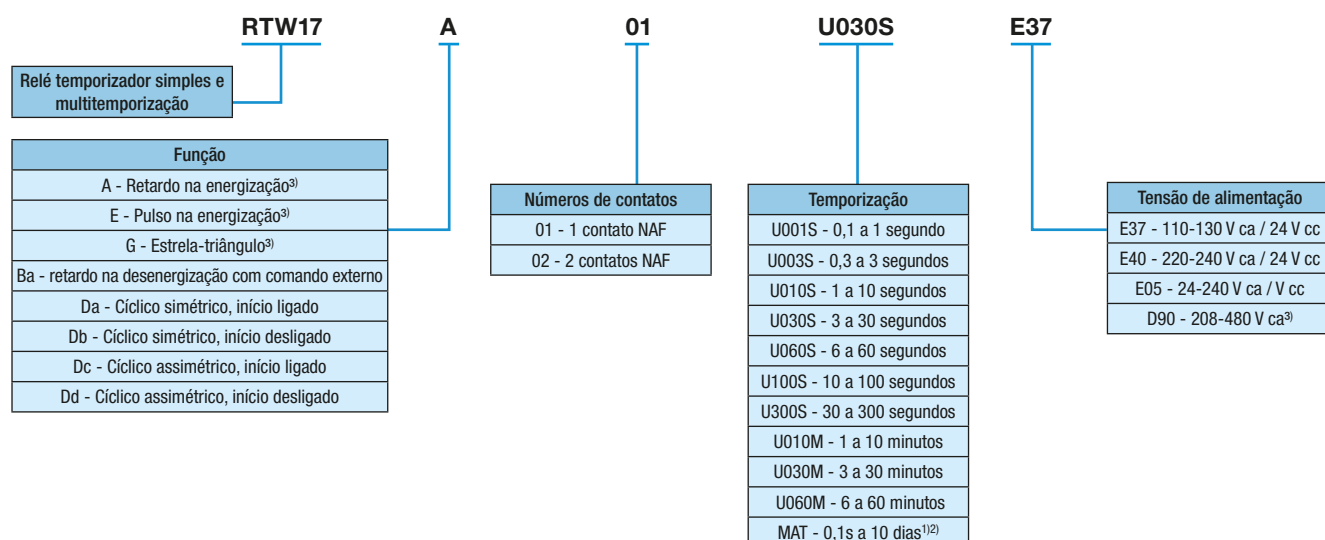 RTW17 A 01 U030S E37
Relé temporizador simples e
multitemporização
Função
A - Retardo na energização³⁾
E - Pulso na energização³⁾
G - Estrela-triângulo³⁾
Ba - retardo na desenergização com comando externo
Da - Cíclico simétrico, início ligado
Db - Cíclico simétrico, início desligado
Dc - Cíclico assimétrico, início ligado
Dd - Cíclico assimétrico, início desligado
Números de contatos
01 - 1 contato NAF
02 - 2 contatos NAF
Temporização
U001S - 0,1 a 1 segundo
U003S - 0,3 a 3 segundos
U010S - 1 a 10 segundos
U030S - 3 a 30 segundos
U060S - 6 a 60 segundos
U100S - 10 a 100 segundos
U300S - 30 a 300 segundos
U010M - 1 a 10 minutos
U030M - 3 a 30 minutos
U060M - 6 a 60 minutos
MAT - 0,1s a 10 dias¹⁾²⁾
Tensão de alimentação
E37 - 110-130 V ca / 24 V cc
E40 - 220-240 V ca / 24 V cc
E05 - 24-240 V ca / V cc
D90 - 208-480 V ca³⁾